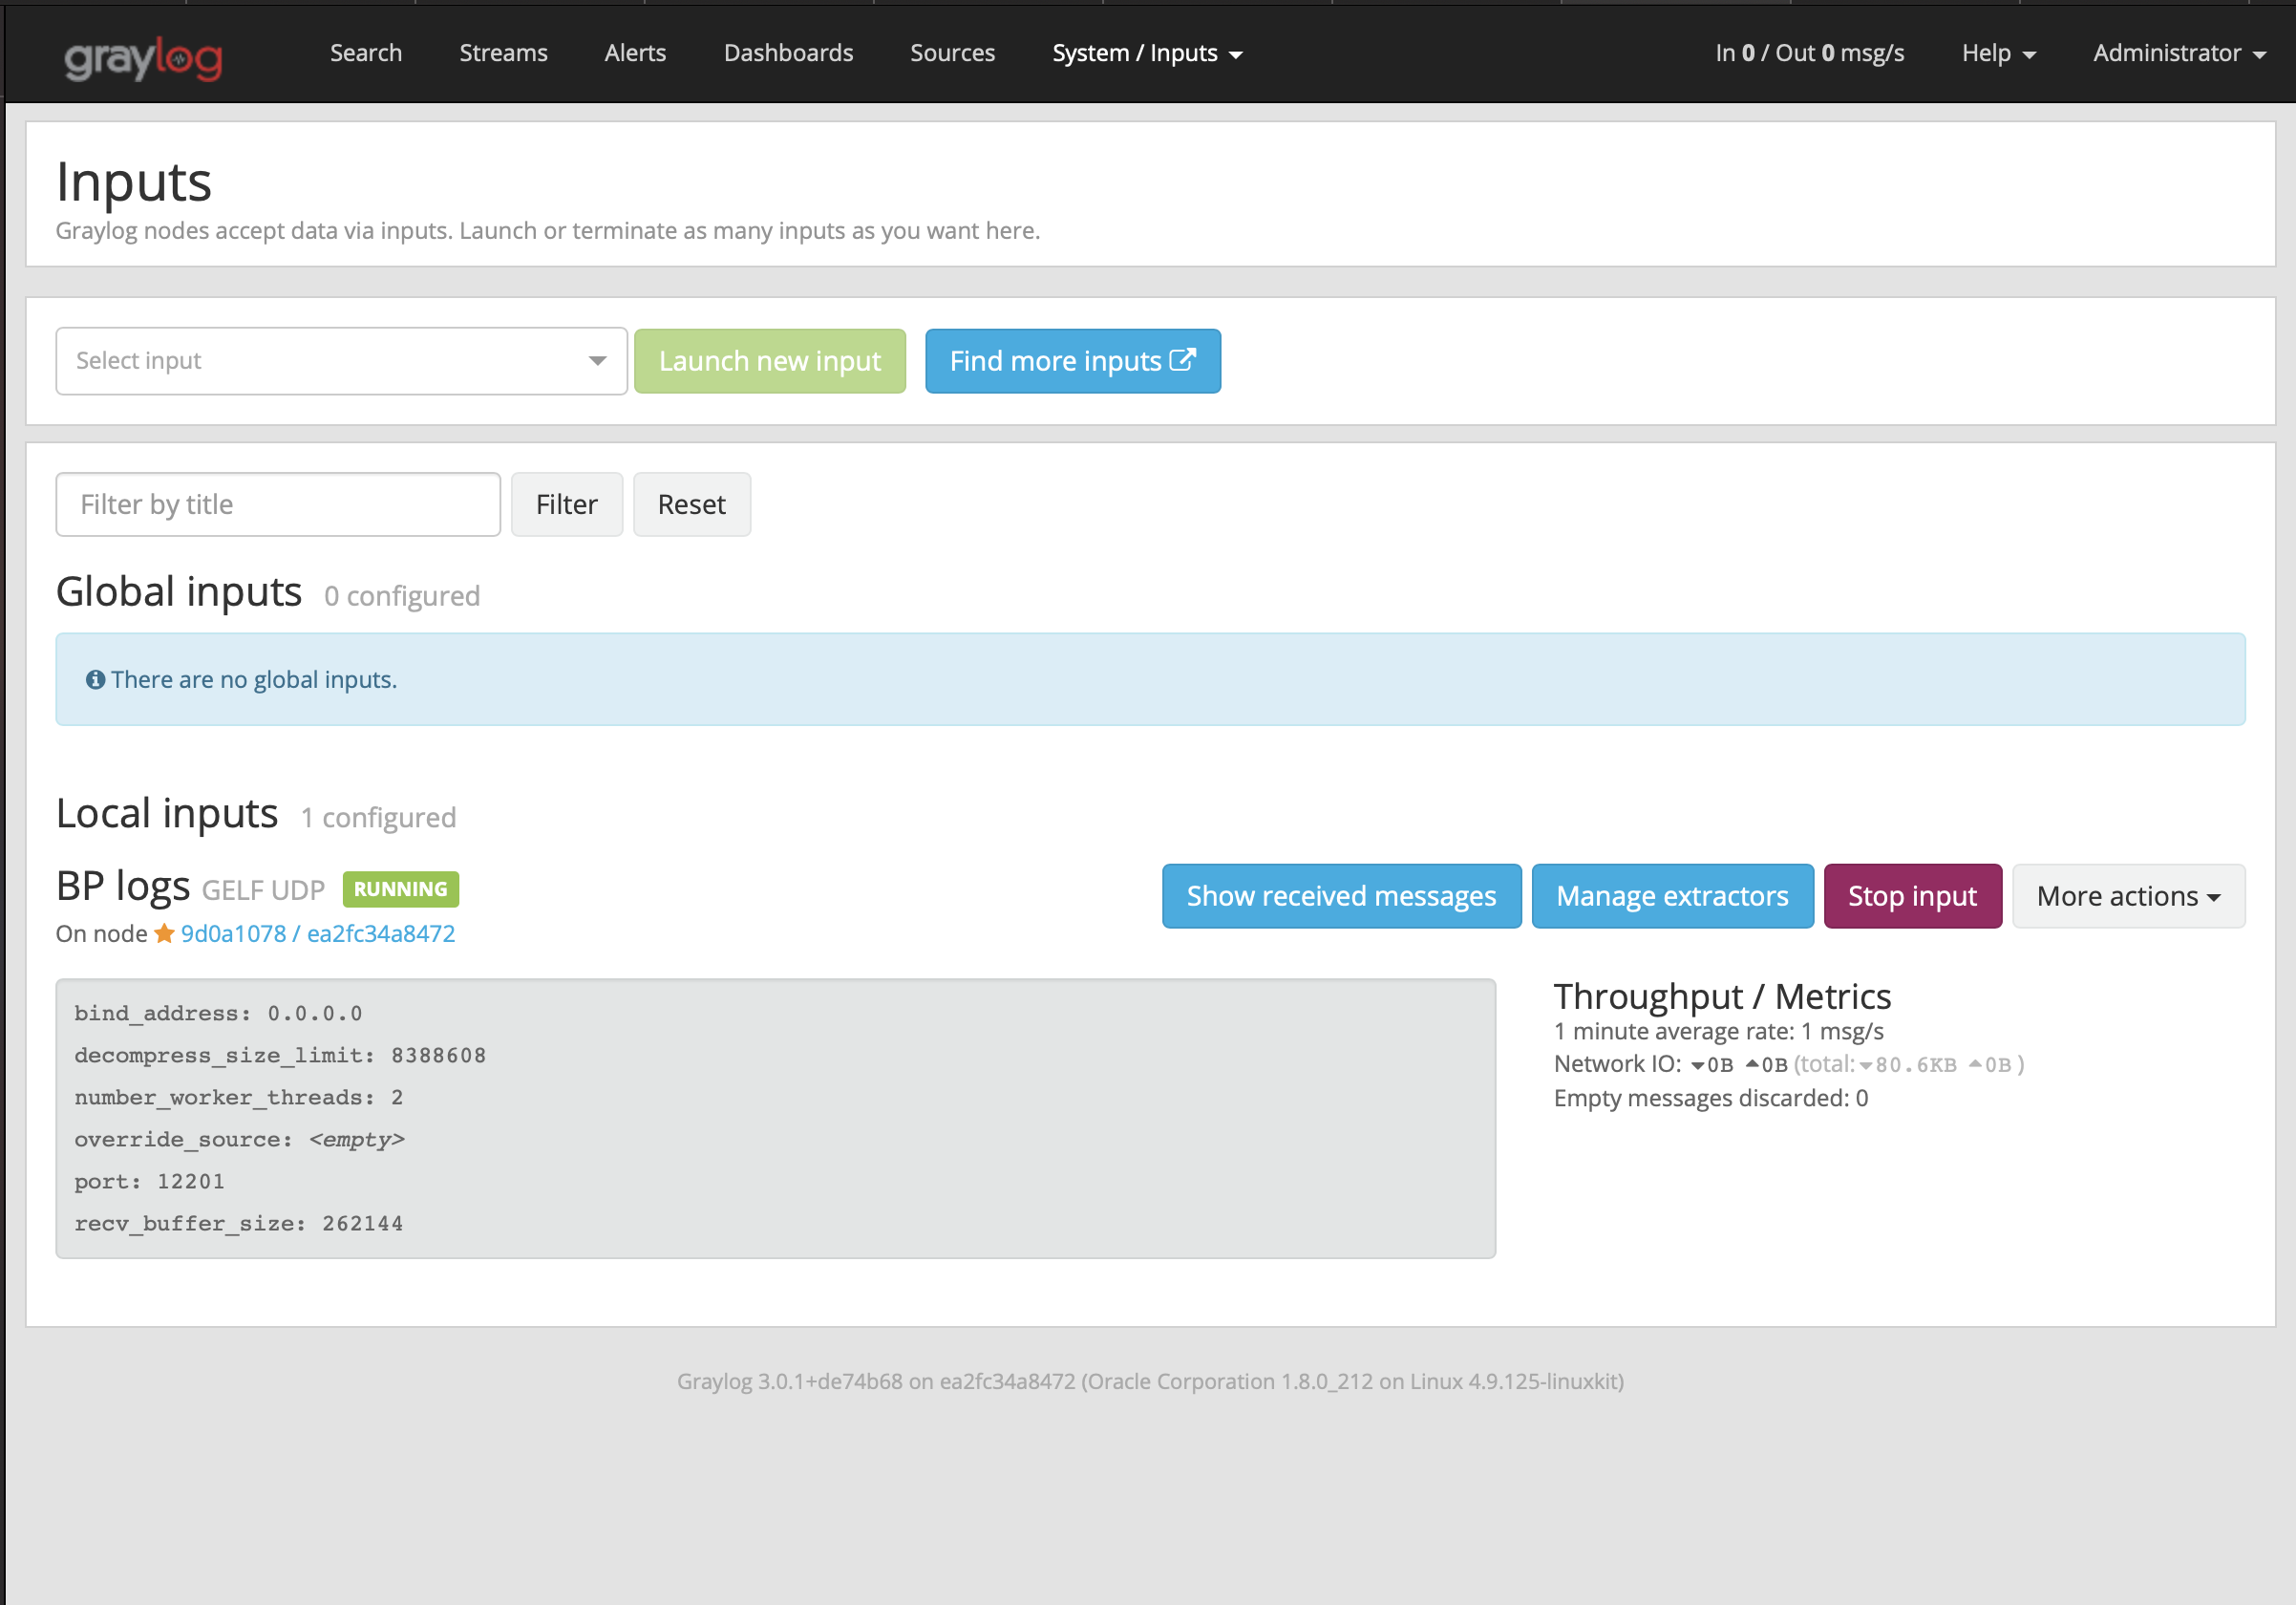 graylog Search Streams Alerts Dashboards Sources System / Inputs In 0 / Out 0 msg/s Help Administrator
Inputs
Graylog nodes accept data via inputs. Launch or terminate as many inputs as you want here.
Select input Launch new input Find more inputs
Filter by title Filter Reset
Global inputs 0 configured
There are no global inputs.
Local inputs 1 configured
BP logs GELF UDP RUNNING Show received messages Manage extractors Stop input More actions
On node 9d0a1078 / ea2fc34a8472
bind_address: 0.0.0.0
decompress_size_limit: 8388608
number_worker_threads: 2
override_source: <empty>
port: 12201
recv_buffer_size: 262144
Throughput / Metrics
1 minute average rate: 1 msg/s
Network IO: 0B 0B (total: 80.6KB 0B )
Empty messages discarded: 0
Graylog 3.0.1+de74b68 on ea2fc34a8472 (Oracle Corporation 1.8.0_212 on Linux 4.9.125-linuxkit)